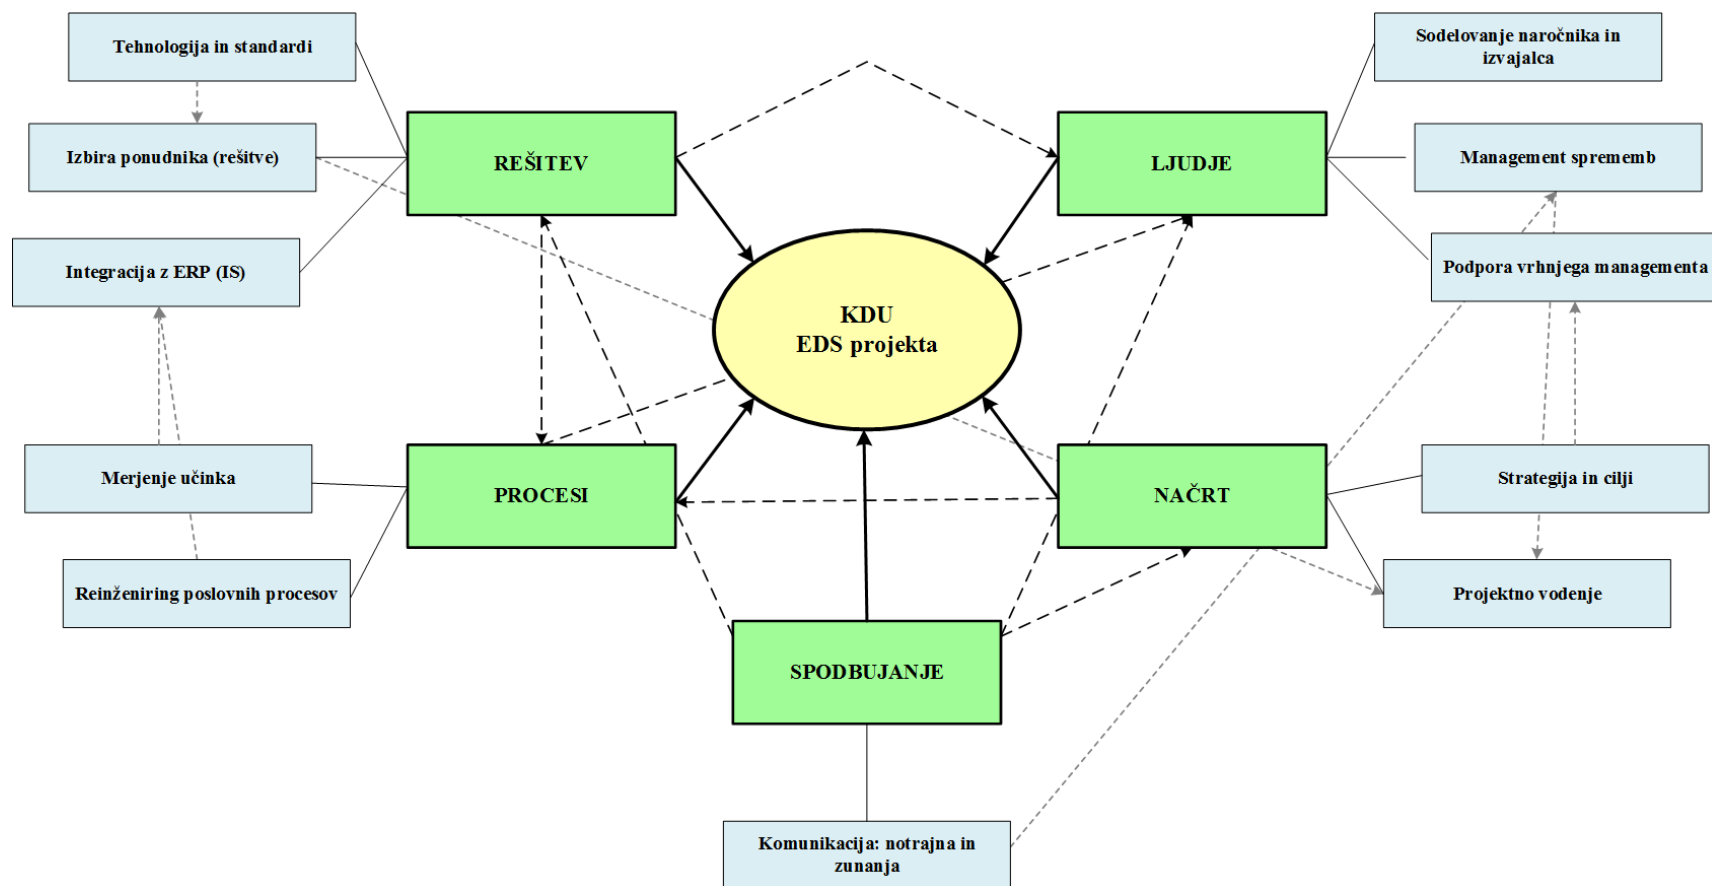 Tehnologija in standardi
Sodelovanje naročnika in
izvajalca
Izbira ponudnika (rešitve)
REŠITEV
LJUDJE
Management sprememb
Integracija z ERP (IS)
Podpora vrhnjega managementa
KDU
EDS projekta
Merjenje učinka
PROCESI
NAČRT
Strategija in cilji
Reinženiring poslovnih procesov
Projektno vodenje
SPODBUJANJE
Komunikacija: notrajna in
zunanja